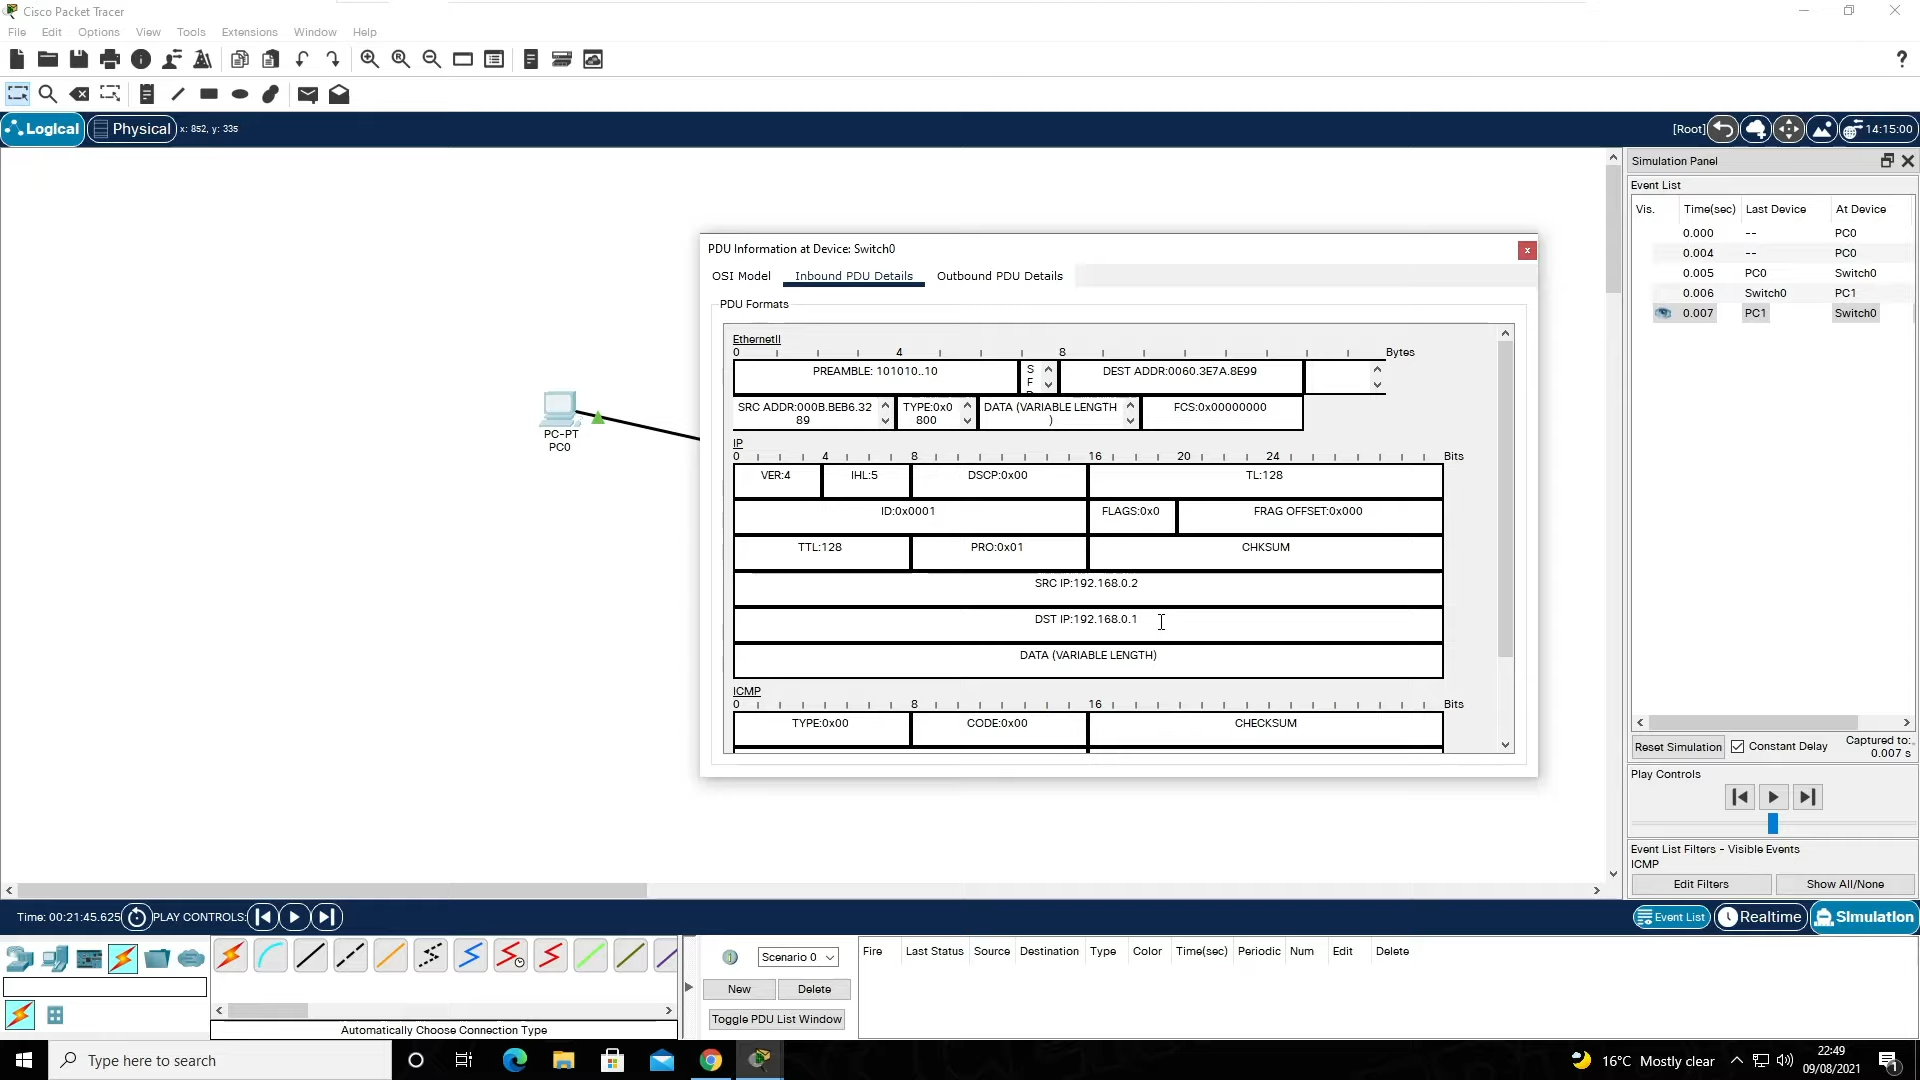 Cisco Packet Tracer
File Edit Options View Tools Extensions Window Help
Logical Physical x: 852, y: 335 [Root] 14:15:00
Simulation Panel
Event List
Vis. Time(sec) Last Device At Device
0.000 -- PC0
0.004 -- PC0
0.005 PC0 Switch0
0.006 Switch0 PC1
0.007 PC1 Switch0
PDU Information at Device: Switch0
OSI Model Inbound PDU Details Outbound PDU Details
PDU Formats
EthernetII
0 4 8 Bytes
PREAMBLE: 101010..10 S F DEST ADDR:0060.3E7A.8E99
SRC ADDR:000B.BEB6.32 TYPE:0x0 DATA (VARIABLE LENGTH FCS:0x00000000
89 800 )
IP
0 4 8 16 20 24 Bits
VER:4 IHL:5 DSCP:0x00 TL:128
ID:0x0001 FLAGS:0x0 FRAG OFFSET:0x000
TTL:128 PRO:0x01 CHKSUM
SRC IP:192.168.0.2
DST IP:192.168.0.1
DATA (VARIABLE LENGTH)
ICMP
0 8 16 Bits
TYPE:0x00 CODE:0x00 CHECKSUM
PC-PT
PC0
Reset Simulation Constant Delay Captured to:
0.007 s
Play Controls
Event List Filters - Visible Events
ICMP
Edit Filters Show All/None
Time: 00:21:45.625 PLAY CONTROLS: Event List Realtime Simulation
Scenario 0
New Delete
Toggle PDU List Window
Fire Last Status Source Destination Type Color Time(sec) Periodic Num Edit Delete
Automatically Choose Connection Type
Type here to search
16°C Mostly clear
22:49
09/08/2021
1